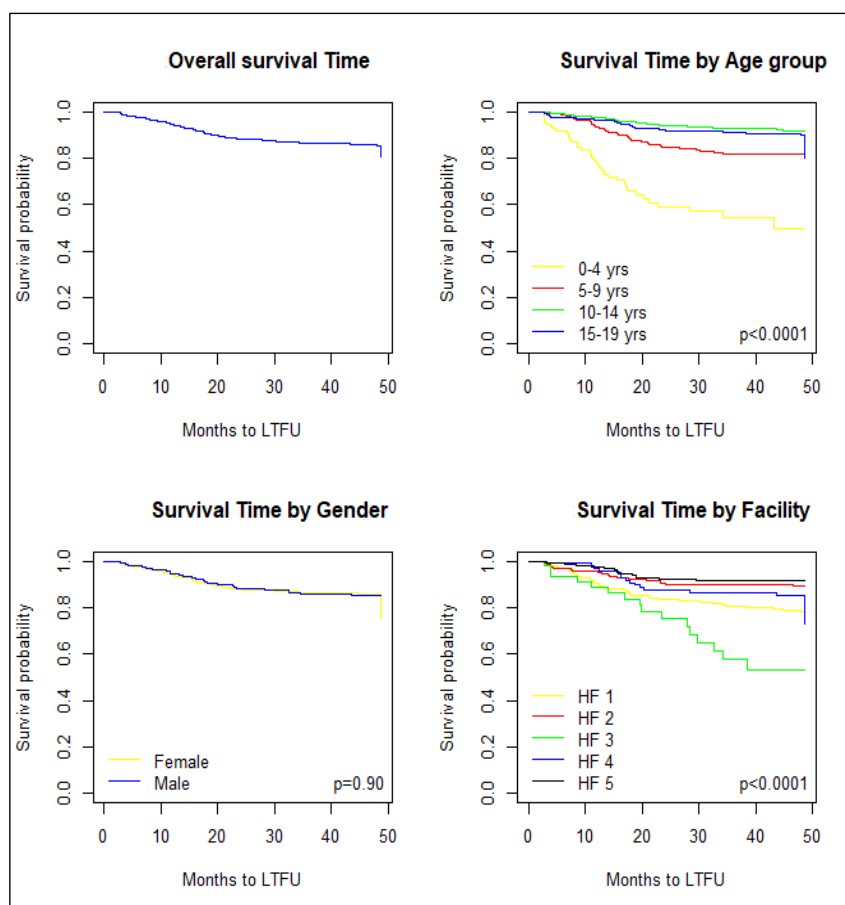 Overall survival Time
Survival probability
1.0
0.8
0.6
0.4
0.2
0.0
0 10 20 30 40 50
Months to LTFU
Survival Time by Age group
Survival probability
1.0
0.8
0.6
0.4
0.2
0.0
0-4 yrs
5-9 yrs
10-14 yrs
15-19 yrs
p<0.0001
0 10 20 30 40 50
Months to LTFU
Survival Time by Gender
Survival probability
1.0
0.8
0.6
0.4
0.2
0.0
Female
Male
p=0.90
0 10 20 30 40 50
Months to LTFU
Survival Time by Facility
Survival probability
1.0
0.8
0.6
0.4
0.2
0.0
HF 1
HF 2
HF 3
HF 4
HF 5
p<0.0001
0 10 20 30 40 50
Months to LTFU